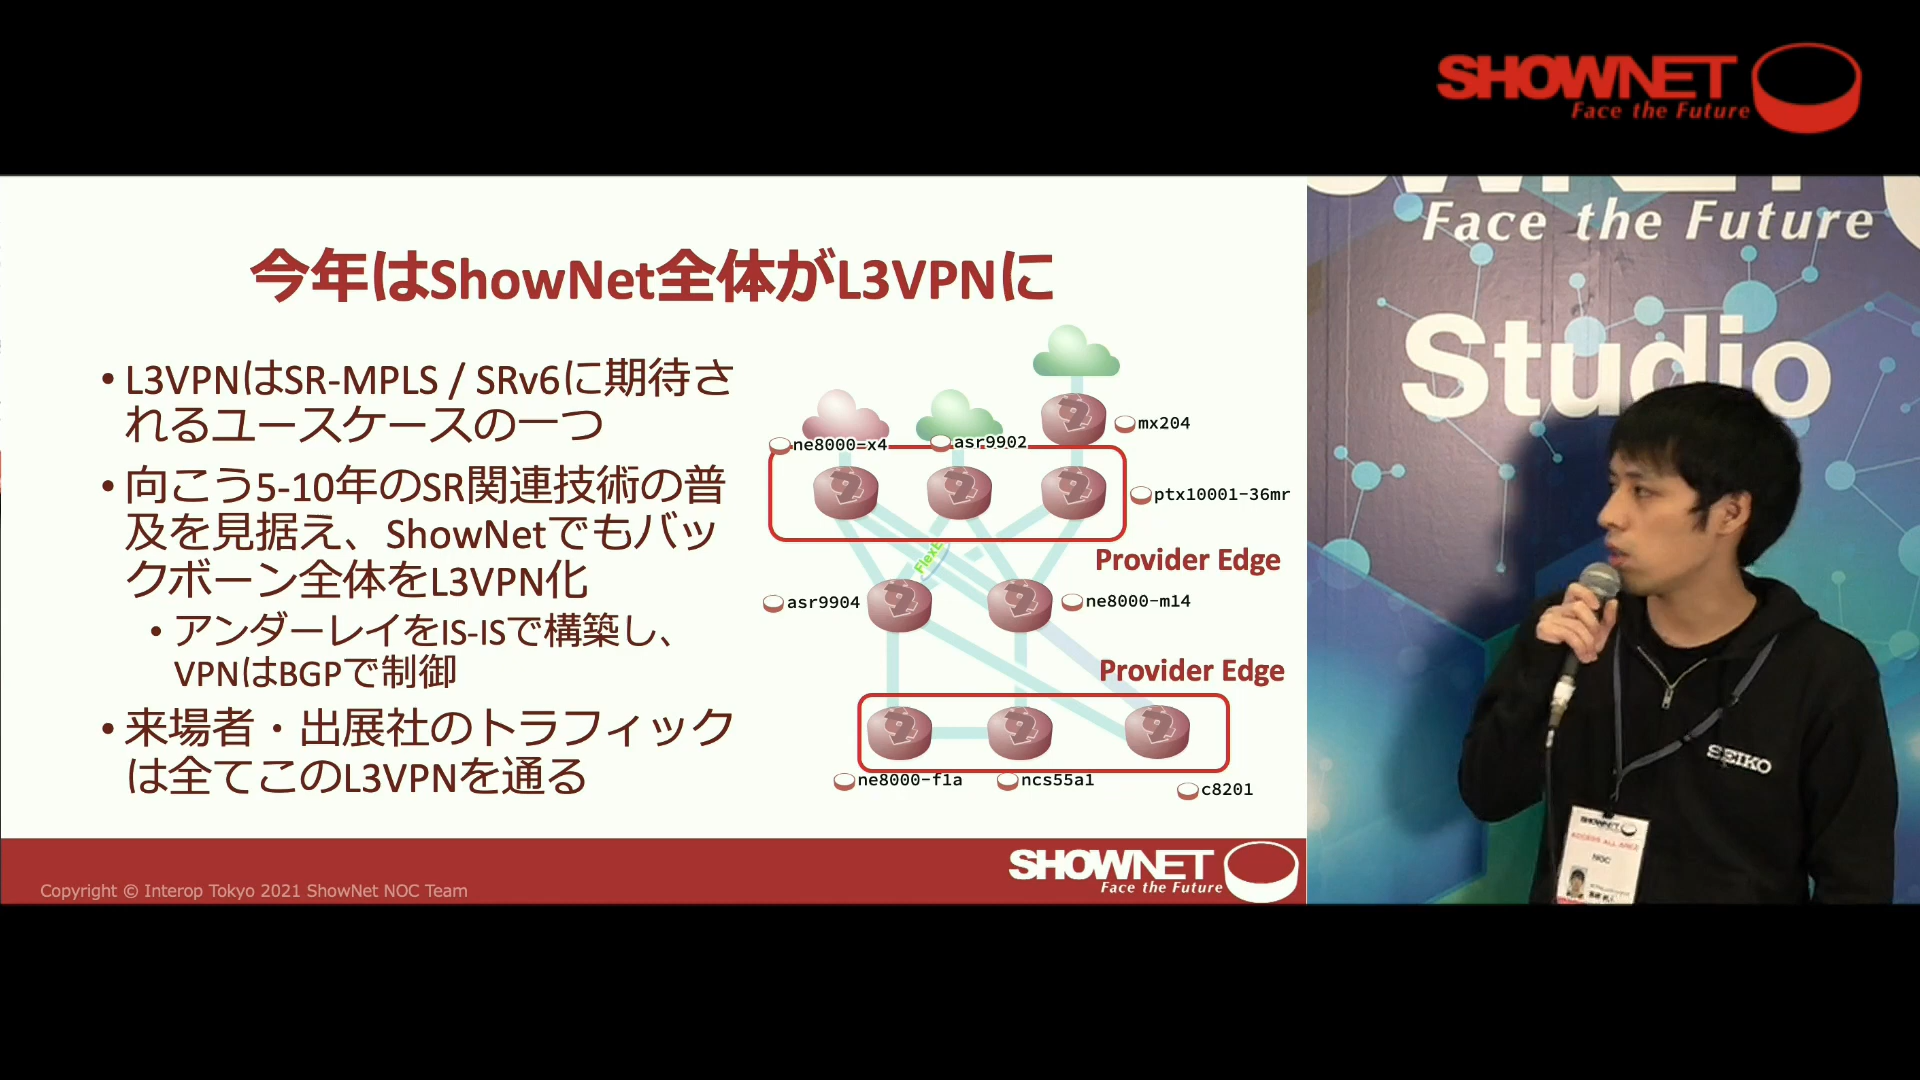 SHOWNET
Face the Future
今年はShowNet全体がL3VPNに
• L3VPNはSR-MPLS / SRv6に期待さ
れるユースケースの一つ
• 向こう5-10年のSR関連技術の普
及を見据え、ShowNetでもバッ
クボーン全体をL3VPN化
• アンダーレイをIS-ISで構築し、
VPNはBGPで制御
• 来場者・出展社のトラフィック
は全てこのL3VPNを通る
mx204
ne8000=x4
asr9902
ptx10001-36mr
Provider Edge
FlexE
asr9904
ne8000-m14
Provider Edge
ne8000-f1a
ncs55a1
c8201
SHOWNET
Face the Future
Copyright © Interop Tokyo 2021 ShowNet NOC Team
Face the Future
Studio
SEIKO
SHOWNET
ACCESS ALL AREA
NOC